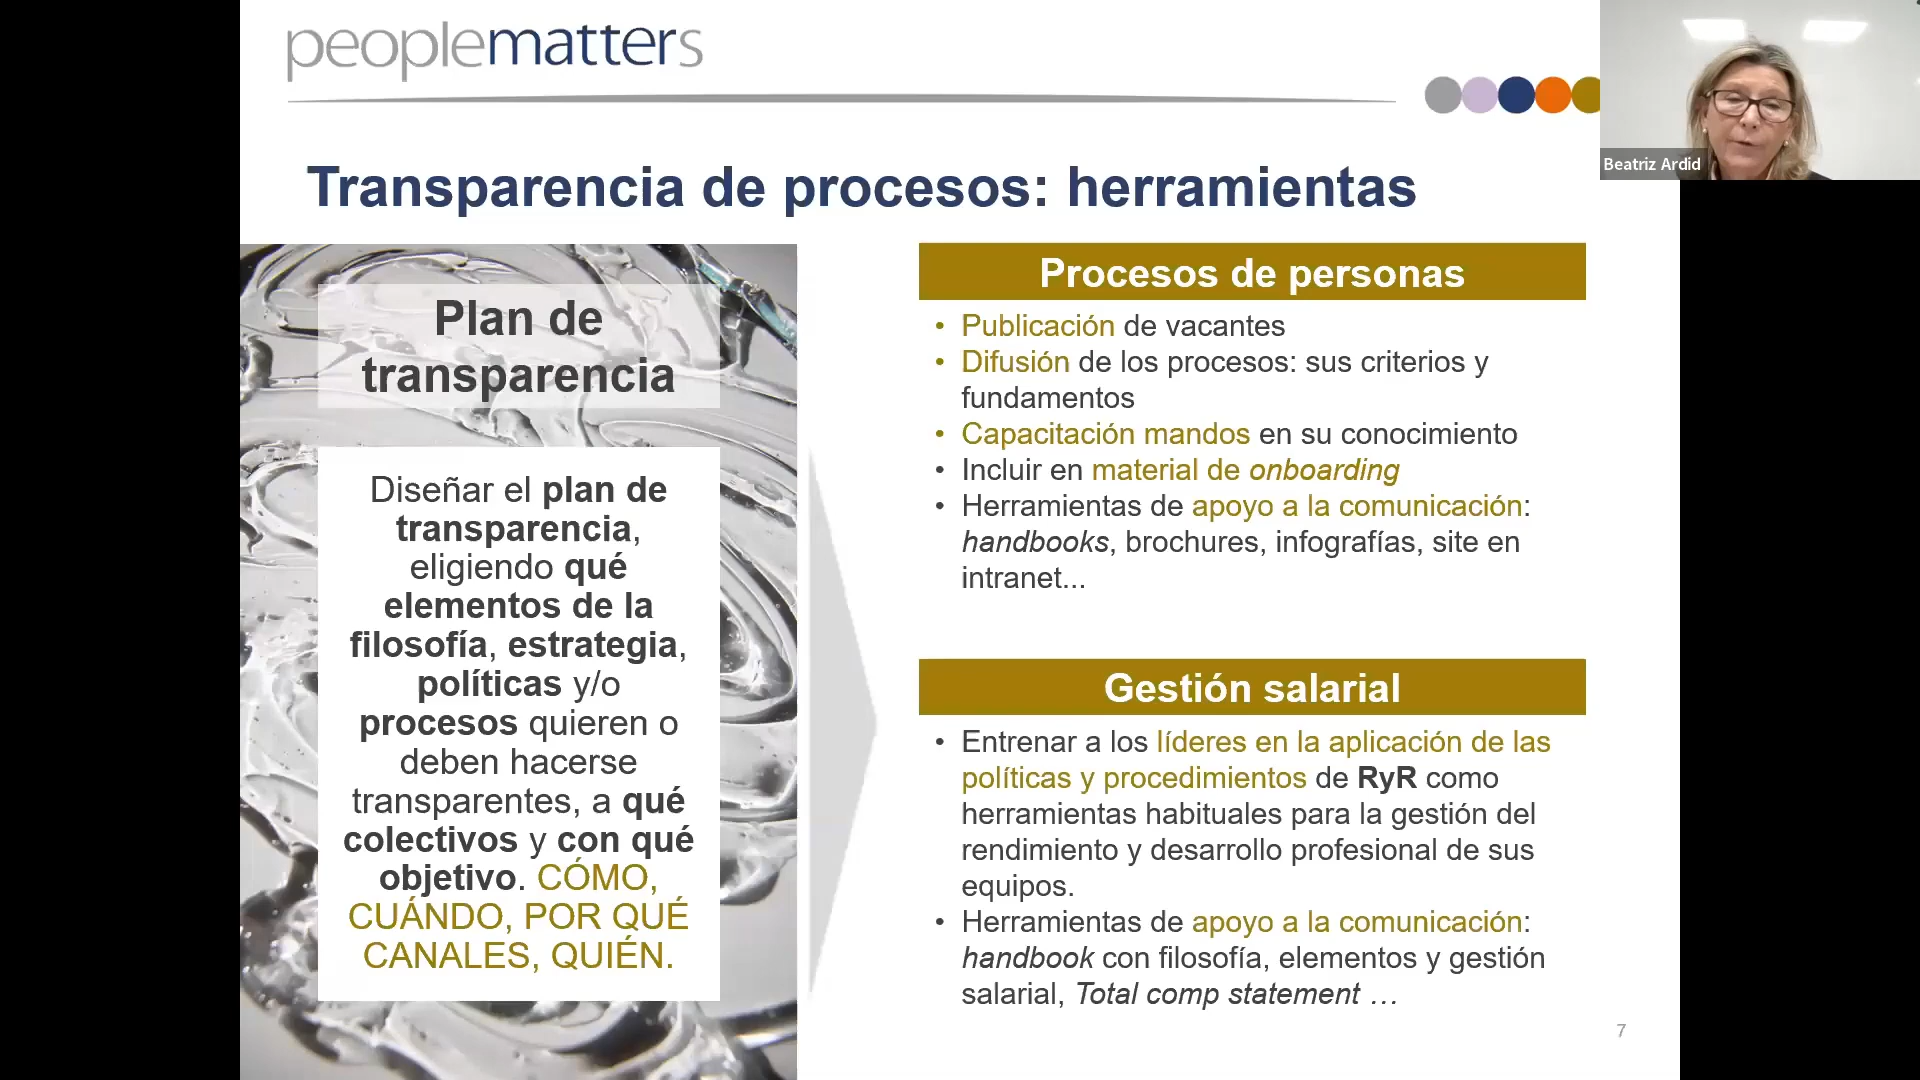 peoplematters
Beatriz Ardid
Transparencia de procesos: herramientas
Plan de
transparencia
Diseñar el plan de
transparencia,
eligiendo qué
elementos de la
filosofía, estrategia,
políticas y/o
procesos quieren o
deben hacerse
transparentes, a qué
colectivos y con qué
objetivo. CÓMO,
CUÁNDO, POR QUÉ
CANALES, QUIÉN.
Procesos de personas
• Publicación de vacantes
• Difusión de los procesos: sus criterios y
fundamentos
• Capacitación mandos en su conocimiento
• Incluir en material de onboarding
• Herramientas de apoyo a la comunicación:
handbooks, brochures, infografías, site en
intranet...
Gestión salarial
• Entrenar a los líderes en la aplicación de las
políticas y procedimientos de RyR como
herramientas habituales para la gestión del
rendimiento y desarrollo profesional de sus
equipos.
• Herramientas de apoyo a la comunicación:
handbook con filosofía, elementos y gestión
salarial, Total comp statement …
7